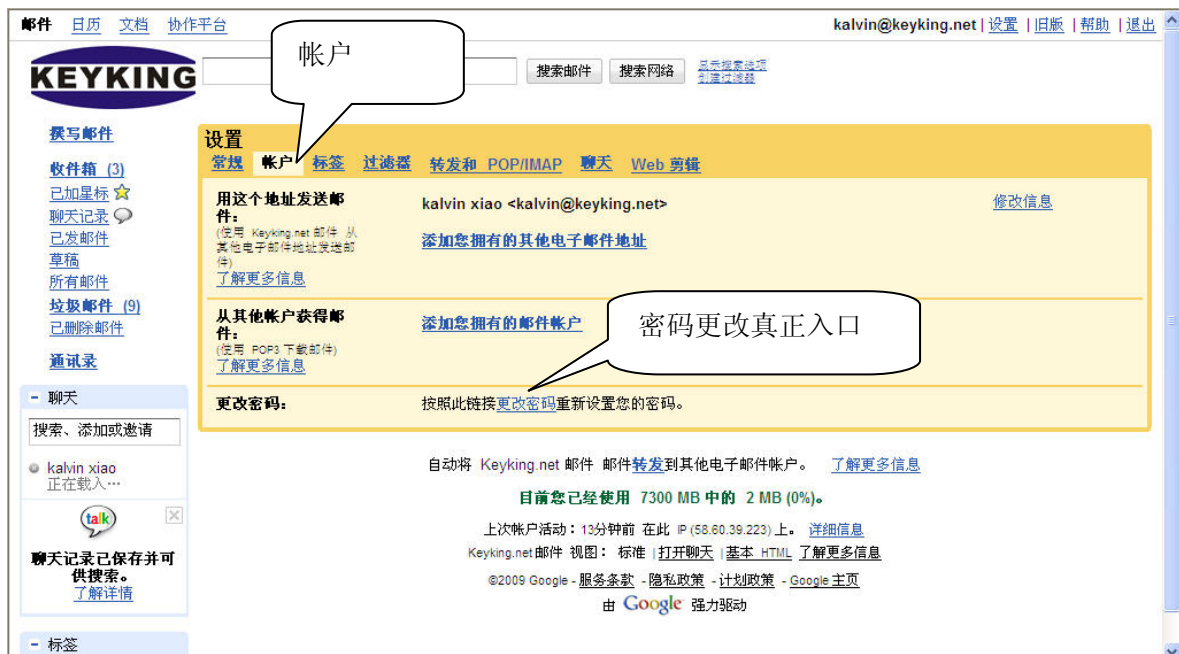 邮件 日历 文档 协作平台
kalvin@keyking.net | 设置 | 旧版 | 帮助 | 退出
KEYKING
帐户
搜索邮件 搜索网络
显示搜索选项
创建过滤器
撰写邮件
收件箱 (3)
已加星标
聊天记录
已发邮件
草稿
所有邮件
垃圾邮件 (9)
已删除邮件
通讯录
- 聊天
搜索、添加或邀请
kalvin xiao
正在载入…
talk
聊天记录已保存并可
供搜索。
了解详情
- 标签
设置
常规 帐户 标签 过滤器 转发和 POP/IMAP 聊天 Web 剪辑
用这个地址发送邮
件:
(使用 Keyking.net 邮件 从
其他电子邮件地址发送邮
件)
了解更多信息
kalvin xiao <kalvin@keyking.net>
修改信息
添加您拥有的其他电子邮件地址
从其他帐户获得邮
件:
(使用 POP3 下载邮件)
了解更多信息
添加您拥有的邮件帐户
密码更改真正入口
更改密码:
按照此链接更改密码重新设置您的密码。
自动将 Keyking.net 邮件 邮件转发到其他电子邮件帐户。 了解更多信息
目前您已经使用 7300 MB 中的 2 MB (0%)。
上次帐户活动: 13分钟前 在此 IP (58.60.39.223) 上。 详细信息
Keyking.net 邮件 视图: 标准 | 打开聊天 | 基本 HTML 了解更多信息
©2009 Google - 服务条款 - 隐私政策 - 计划政策 - Google 主页
由 Google 强力驱动